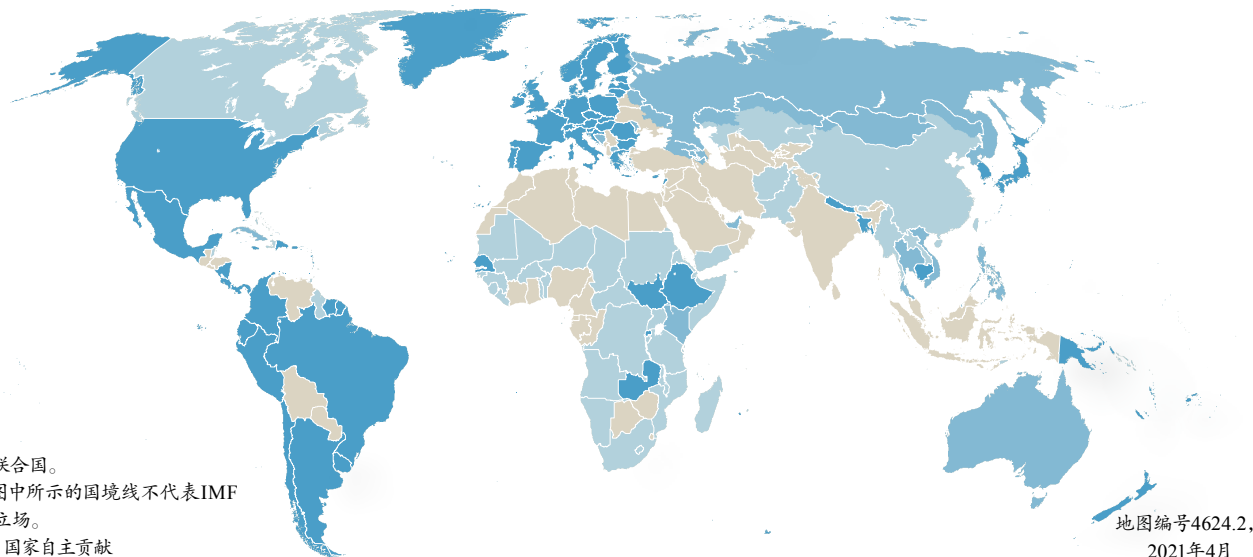 联合国。
图中所示的国境线不代表IMF
立场。
国家自主贡献
地图编号4624.2，
2021年4月